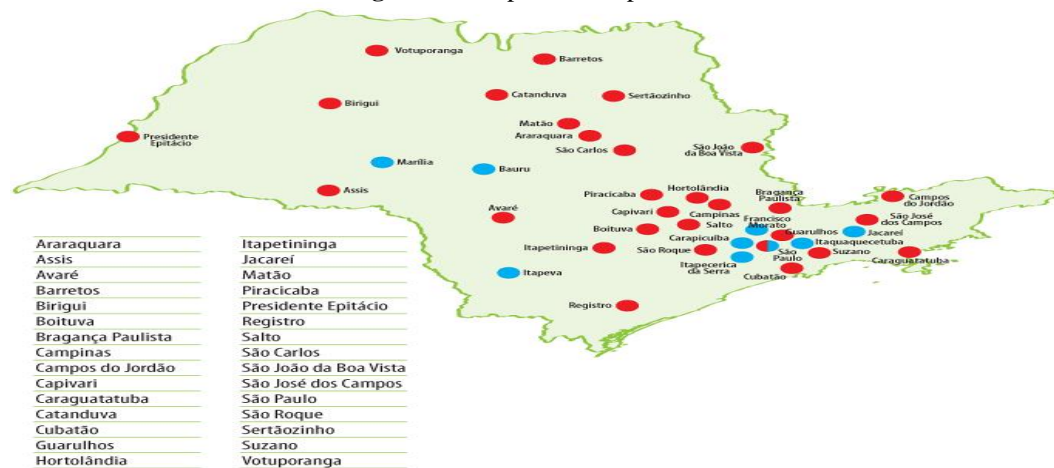 Votuporanga
Barretos
Birigui
Catanduva
Sertãozinho
Presidente
Epitácio
Matão
Araraquara
São Carlos
São João
da Boa Vista
Marília
Bauru
Assis
Avaré
Piracicaba
Hortolândia
Bragança
Paulista
Campos
do Jordão
Capivari
Campinas
Francisco
Morato
São José
dos Campos
Boituva
Salto
Guarulhos
Jacareí
Carapicuíba
Itaquaquecetuba
Itapetininga
São Roque
São
Paulo
Suzano
Caraguatatuba
Itapecerica
da Serra
Cubatão
Itapeva
Registro
Araraquara
Assis
Avaré
Barretos
Birigui
Boituva
Bragança Paulista
Campinas
Campos do Jordão
Capivari
Caraguatatuba
Catanduva
Cubatão
Guarulhos
Hortolândia
Itapetininga
Jacareí
Matão
Piracicaba
Presidente Epitácio
Registro
Salto
São Carlos
São João da Boa Vista
São José dos Campos
São Paulo
São Roque
Sertãozinho
Suzano
Votuporanga